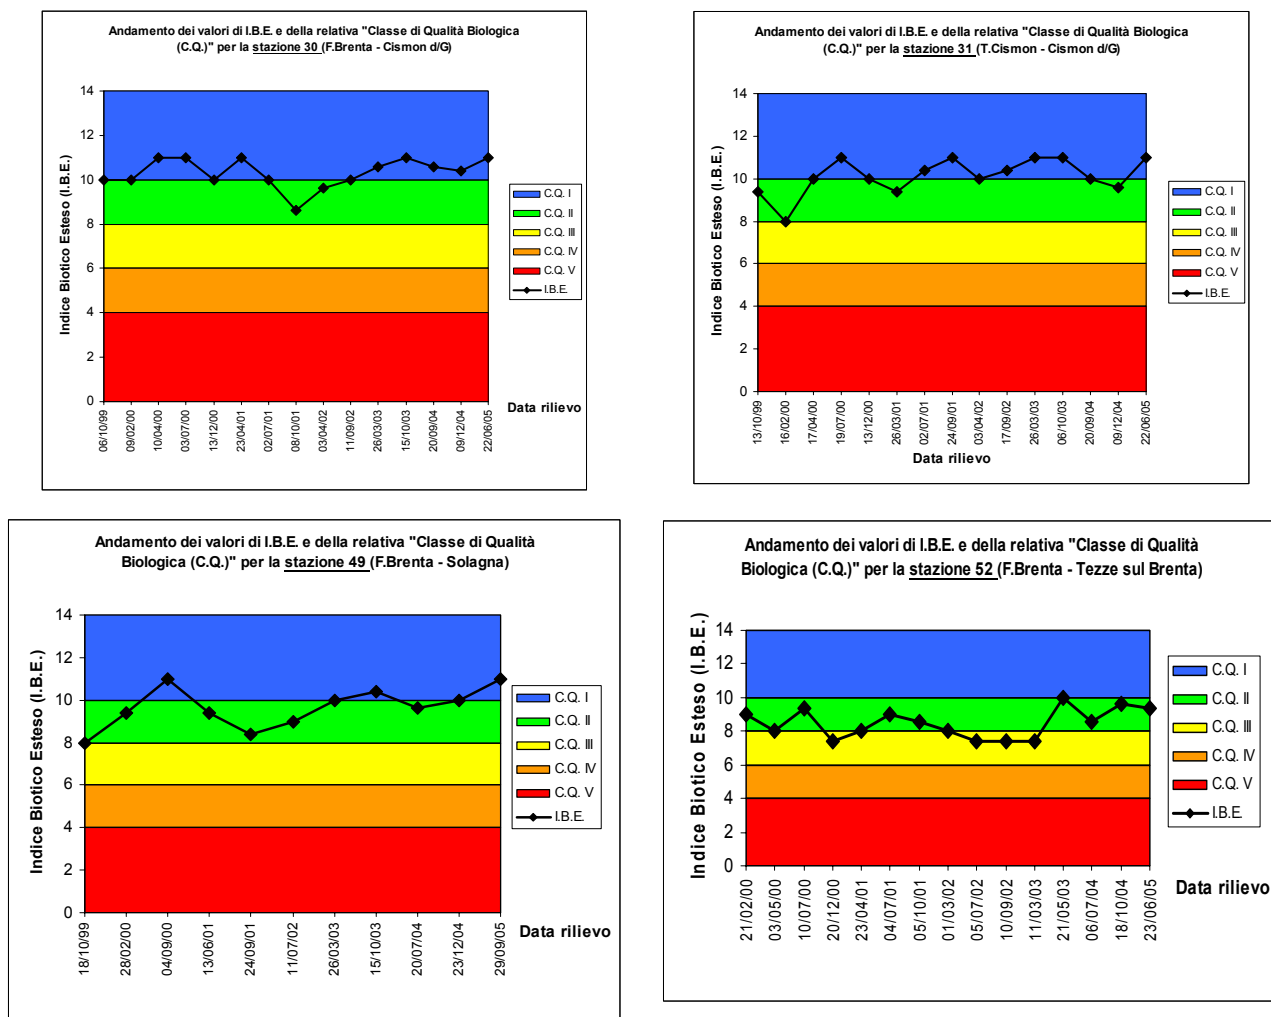 Andamento dei valori di I.B.E. e della relativa "Classe di Qualità Biologica
(C.Q.)" per la stazione 30 (F.Brenta - Cismon d/G)
Indice Biotico Esteso (I.B.E.)
14
12
10
8
6
4
2
0
06/10/99
09/02/00
10/04/00
03/07/00
13/12/00
23/04/01
02/07/01
08/10/01
03/04/02
11/09/02
26/03/03
15/10/03
20/09/04
09/12/04
22/06/05
Data rilievo
C.Q. I
C.Q. II
C.Q. III
C.Q. IV
C.Q. V
I.B.E.
Andamento dei valori di I.B.E. e della relativa "Classe di Qualità Biologica
(C.Q.)" per la stazione 31 (T.Cismon - Cismon d/G)
Indice Biotico Esteso (I.B.E.)
14
12
10
8
6
4
2
0
13/10/99
16/02/00
17/04/00
19/07/00
13/12/00
26/03/01
02/07/01
24/09/01
03/04/02
17/09/02
26/03/03
06/10/03
20/09/04
09/12/04
22/06/05
Data rilievo
C.Q. I
C.Q. II
C.Q. III
C.Q. IV
C.Q. V
I.B.E.
Andamento dei valori di I.B.E. e della relativa "Classe di Qualità
Biologica (C.Q.)" per la stazione 49 (F.Brenta - Solagna)
Indice Biotico Esteso (I.B.E.)
14
12
10
8
6
4
2
0
18/10/99
28/02/00
04/09/00
13/06/01
24/09/01
11/07/02
26/03/03
15/10/03
20/07/04
23/12/04
29/09/05
Data rilievo
C.Q. I
C.Q. II
C.Q. III
C.Q. IV
C.Q. V
I.B.E.
Andamento dei valori di I.B.E. e della relativa "Classe di Qualità
Biologica (C.Q.)" per la stazione 52 (F.Brenta - Tezze sul Brenta)
Indice Biotico Esteso (I.B.E.)
14
12
10
8
6
4
2
0
21/02/00
03/05/00
10/07/00
20/12/00
23/04/01
04/07/01
05/10/01
01/03/02
05/07/02
10/09/02
11/03/03
21/05/03
06/07/04
18/10/04
23/06/05
Data rilievo
C.Q. I
C.Q. II
C.Q. III
C.Q. IV
C.Q. V
I.B.E.